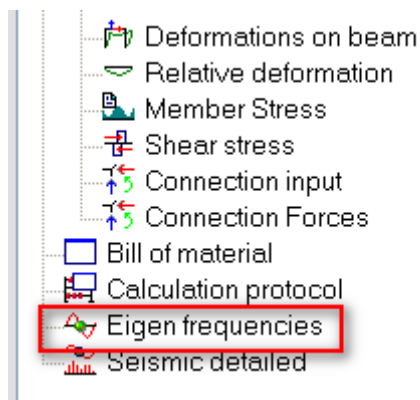 Deformations on beam
Relative deformation
Member Stress
Shear stress
Connection input
Connection Forces
Bill of material
Calculation protocol
Eigen frequencies
Seismic detailed